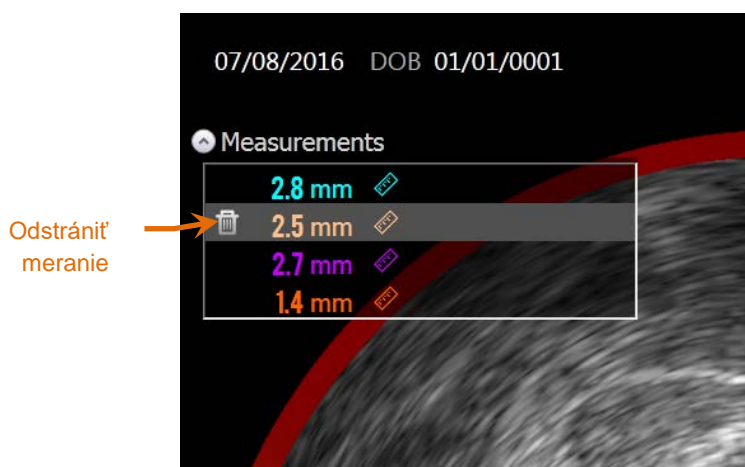 07/08/2016 DOB 01/01/0001
Measurements
2.8 mm
Odstrániť
meranie
2.5 mm
2.7 mm
1.4 mm